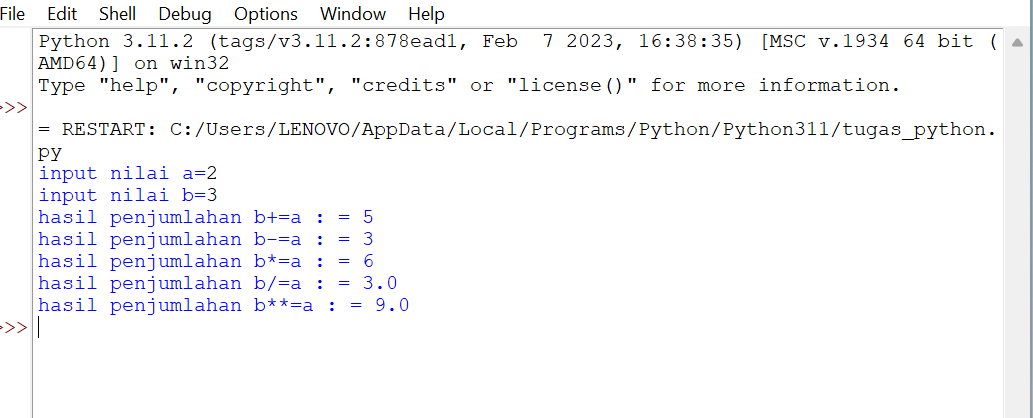 File Edit Shell Debug Options Window Help
Python 3.11.2 (tags/v3.11.2:878ead1, Feb  7 2023, 16:38:35) [MSC v.1934 64 bit (
AMD64)] on win32
Type "help", "copyright", "credits" or "license()" for more information.
>>>
= RESTART: C:/Users/LENOVO/AppData/Local/Programs/Python/Python311/tugas_python.
py
input nilai a=2
input nilai b=3
hasil penjumlahan b+=a : = 5
hasil penjumlahan b-=a : = 3
hasil penjumlahan b*=a : = 6
hasil penjumlahan b/=a : = 3.0
hasil penjumlahan b**=a : = 9.0
>>>